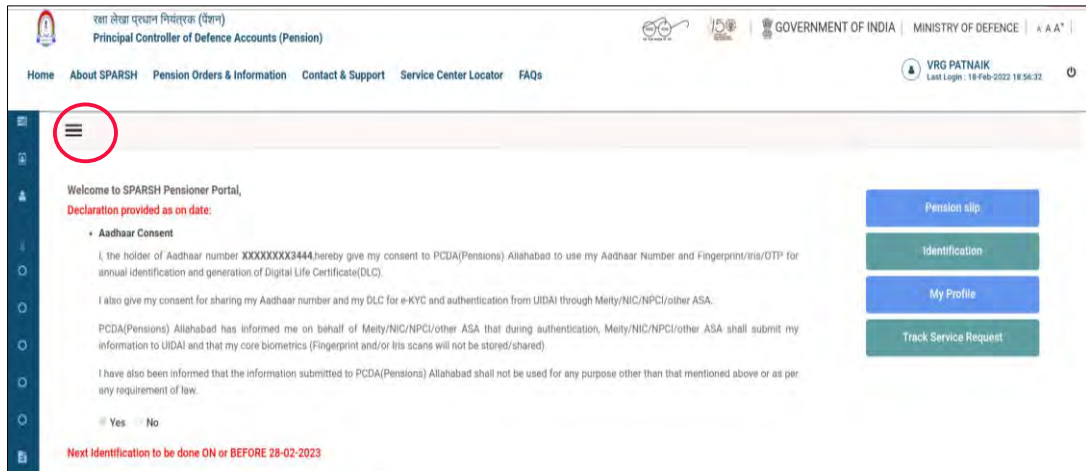 रक्षा लेखा प्रधान नियंत्रक (पेंशन)
Principal Controller of Defence Accounts (Pension)
GOVERNMENT OF INDIA | MINISTRY OF DEFENCE | A A A+ |
Home About SPARSH Pension Orders & Information Contact & Support Service Center Locator FAQs
VRG PATNAIK
Last Login : 18-Feb-2022 18:56:32
Welcome to SPARSH Pensioner Portal,
Declaration provided as on date:
• Aadhaar Consent
I, the holder of Aadhaar number XXXXXXXX3444,hereby give my consent to PCDA(Pensions) Allahabad to use my Aadhaar Number and Fingerprint/Iris/OTP for
annual identification and generation of Digital Life Certificate(DLC).
I also give my consent for sharing my Aadhaar number and my DLC for e-KYC and authentication from UIDAI through Meity/NIC/NPCI/other ASA.
PCDA(Pensions) Allahabad has informed me on behalf of Meity/NIC/NPCI/other ASA that during authentication, Meity/NIC/NPCI/other ASA shall submit my
information to UIDAI and that my core biometrics (Fingerprint and/or Iris scans will not be stored/shared)
I have also been informed that the information submitted to PCDA(Pensions) Allahabad shall not be used for any purpose other than that mentioned above or as per
any requirement of law.
Yes No
Next Identification to be done ON or BEFORE 28-02-2023
Pension slip
Identification
My Profile
Track Service Request